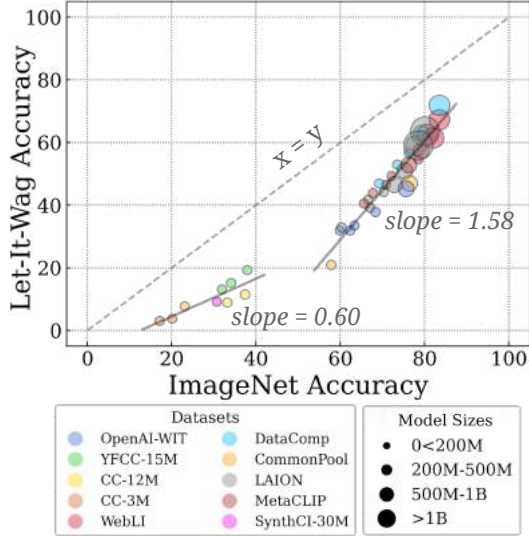 100
80
60
40
20
0
Let-It-Wag Accuracy
x = y
slope = 1.58
slope = 0.60
0 20 40 60 80 100
ImageNet Accuracy
Datasets
OpenAI-WIT
YFCC-15M
CC-12M
CC-3M
WebLI
DataComp
CommonPool
LAION
MetaCLIP
SynthCI-30M
Model Sizes
0<200M
200M-500M
500M-1B
>1B